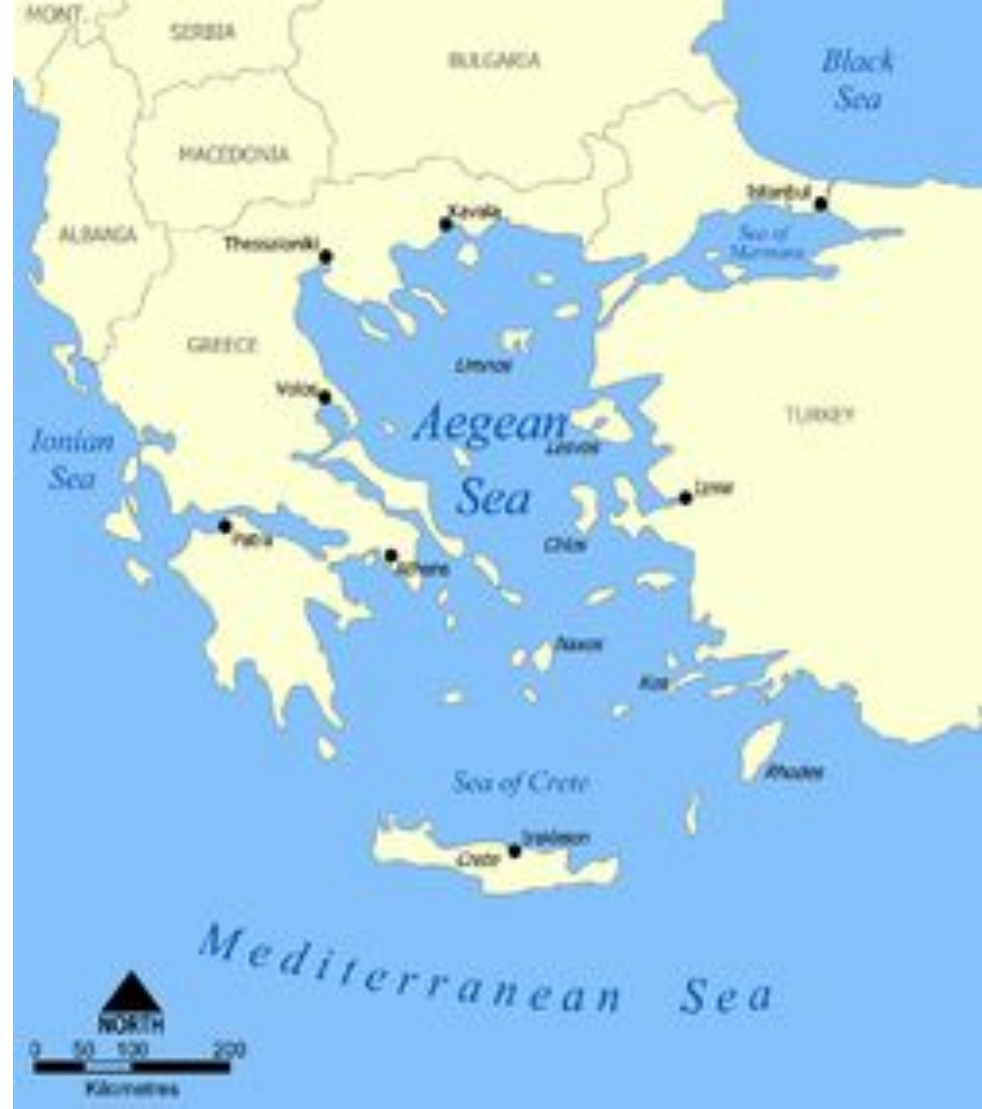 MONT.
SERBIA
BULGARIA
Black
Sea
MACEDONIA
Istanbul
Kavala
ALBANIA
Thessaloniki
Sea of
Marmara
GREECE
Limnos
Volos
Aegean
TURKEY
Ionian
Sea
Lesvos
Sea
Izmir
Patra
Chios
Athens
Naxos
Kos
Rhodes
Sea of Crete
Irakleion
Crete
Mediterranean Sea
NORTH
0 50 100 200
Kilometres